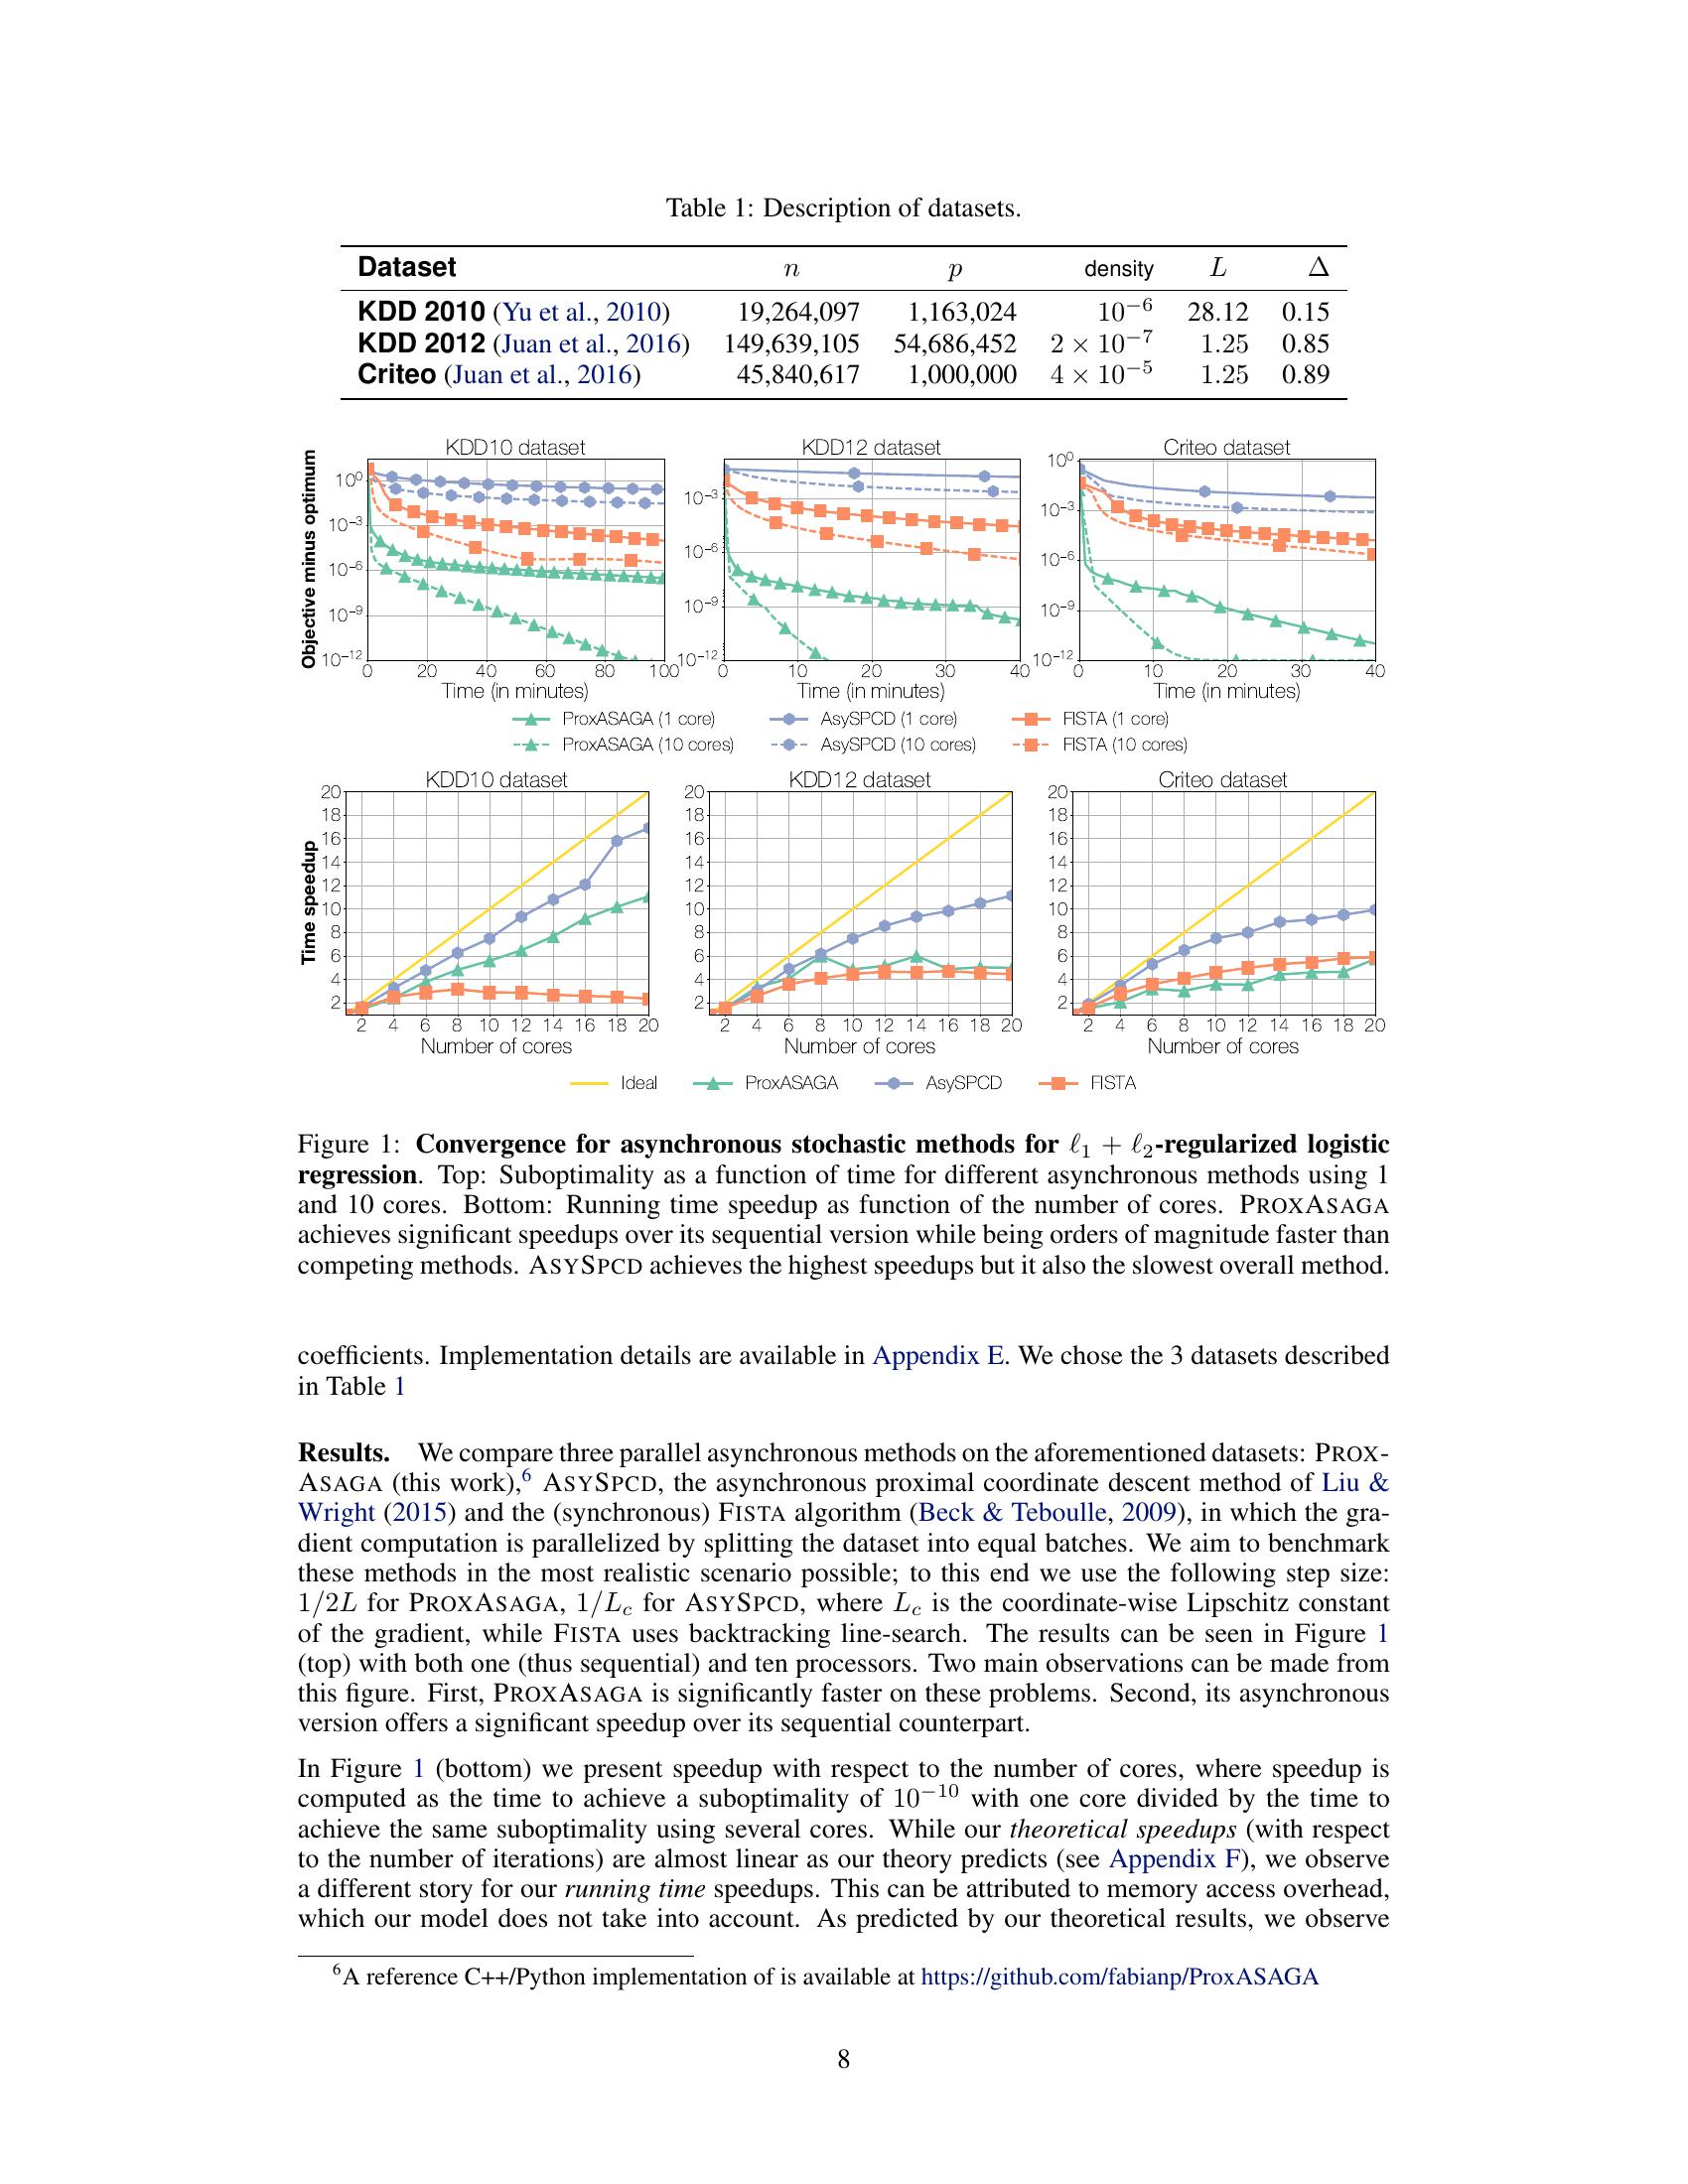 Table 1: Description of datasets.
Dataset n p density L Δ
KDD 2010 (Yu et al., 2010) 19,264,097 1,163,024 10⁻⁶ 28.12 0.15
KDD 2012 (Juan et al., 2016) 149,639,105 54,686,452 2 × 10⁻⁷ 1.25 0.85
Criteo (Juan et al., 2016) 45,840,617 1,000,000 4 × 10⁻⁵ 1.25 0.89
KDD10 dataset
Objective minus optimum
10⁰
10⁻³
10⁻⁶
10⁻⁹
10⁻¹²
0 20 40 60 80 100
Time (in minutes)
KDD12 dataset
10⁻³
10⁻⁶
10⁻⁹
10⁻¹²
0 10 20 30 40
Time (in minutes)
Criteo dataset
10⁰
10⁻³
10⁻⁶
10⁻⁹
10⁻¹²
0 10 20 30 40
Time (in minutes)
ProxASAGA (1 core) AsySPCD (1 core) FISTA (1 core)
ProxASAGA (10 cores) AsySPCD (10 cores) FISTA (10 cores)
KDD10 dataset
Time speedup
20
18
16
14
12
10
8
6
4
2
2 4 6 8 10 12 14 16 18 20
Number of cores
KDD12 dataset
20
18
16
14
12
10
8
6
4
2
2 4 6 8 10 12 14 16 18 20
Number of cores
Criteo dataset
20
18
16
14
12
10
8
6
4
2
2 4 6 8 10 12 14 16 18 20
Number of cores
Ideal ProxASAGA AsySPCD FISTA
Figure 1: Convergence for asynchronous stochastic methods for ℓ₁ + ℓ₂-regularized logistic
regression. Top: Suboptimality as a function of time for different asynchronous methods using 1
and 10 cores. Bottom: Running time speedup as function of the number of cores. PROXASAGA
achieves significant speedups over its sequential version while being orders of magnitude faster than
competing methods. ASYSPCD achieves the highest speedups but it also the slowest overall method.
coefficients. Implementation details are available in Appendix E. We chose the 3 datasets described
in Table 1
Results. We compare three parallel asynchronous methods on the aforementioned datasets: PROX-
ASAGA (this work),⁶ ASYSPCD, the asynchronous proximal coordinate descent method of Liu &
Wright (2015) and the (synchronous) FISTA algorithm (Beck & Teboulle, 2009), in which the gra-
dient computation is parallelized by splitting the dataset into equal batches. We aim to benchmark
these methods in the most realistic scenario possible; to this end we use the following step size:
1/2L for PROXASAGA, 1/L_c for ASYSPCD, where L_c is the coordinate-wise Lipschitz constant
of the gradient, while FISTA uses backtracking line-search. The results can be seen in Figure 1
(top) with both one (thus sequential) and ten processors. Two main observations can be made from
this figure. First, PROXASAGA is significantly faster on these problems. Second, its asynchronous
version offers a significant speedup over its sequential counterpart.
In Figure 1 (bottom) we present speedup with respect to the number of cores, where speedup is
computed as the time to achieve a suboptimality of 10⁻¹⁰ with one core divided by the time to
achieve the same suboptimality using several cores. While our theoretical speedups (with respect
to the number of iterations) are almost linear as our theory predicts (see Appendix F), we observe
a different story for our running time speedups. This can be attributed to memory access overhead,
which our model does not take into account. As predicted by our theoretical results, we observe
⁶A reference C++/Python implementation of is available at https://github.com/fabianp/ProxASAGA
8